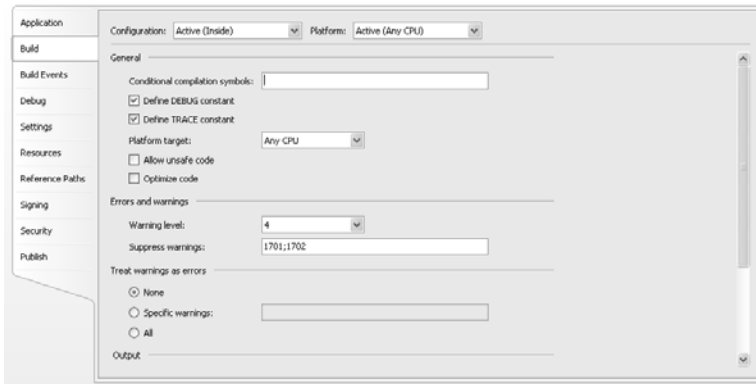 Application
Build
Build Events
Debug
Settings
Resources
Reference Paths
Signing
Security
Publish
Configuration: Active (Inside) Platform: Active (Any CPU)
General
Conditional compilation symbols:
Define DEBUG constant
Define TRACE constant
Platform target: Any CPU
Allow unsafe code
Optimize code
Errors and warnings
Warning level: 4
Suppress warnings: 1701;1702
Treat warnings as errors
None
Specific warnings:
All
Output